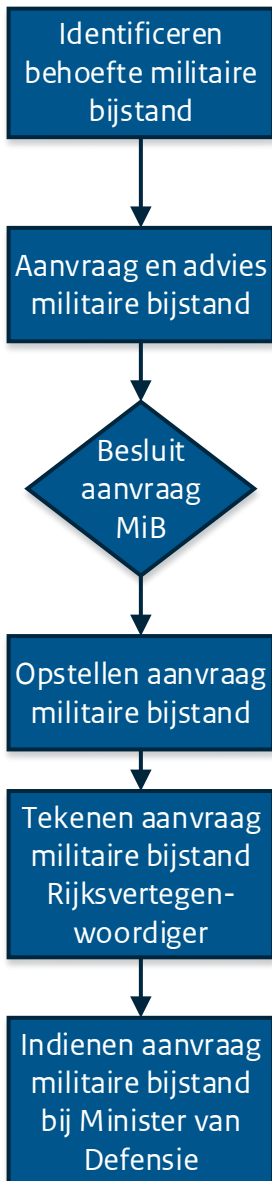 Identificeren
behoefte militaire
bijstand
Aanvraag en advies
militaire bijstand
Besluit
aanvraag
MiB
Opstellen aanvraag
militaire bijstand
Tekenen aanvraag
militaire bijstand
Rijksvertegen-
woordiger
Indienen aanvraag
militaire bijstand
bij Minister van
Defensie